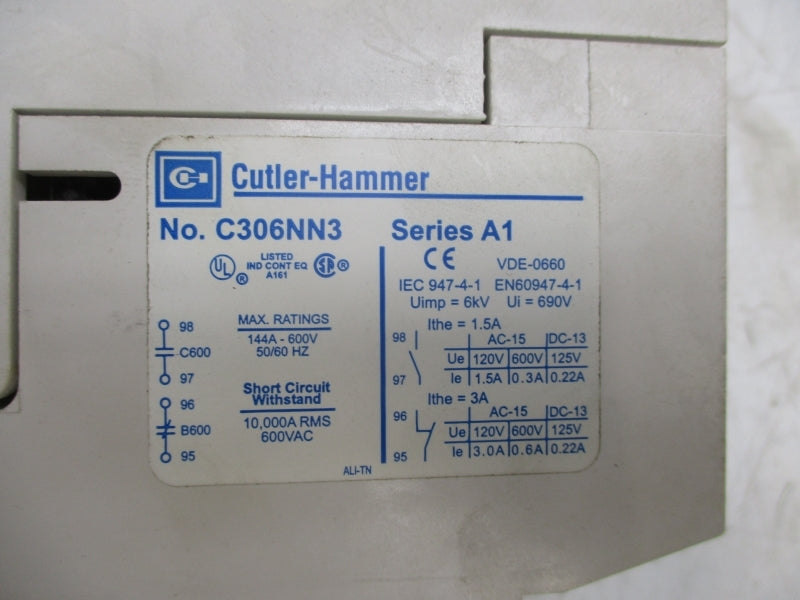 Cutler-Hammer
No. C306NN3
Series A1
UL ®
LISTED
IND CONT EQ
A161
®
CE
VDE-0660
IEC 947-4-1 EN60947-4-1
Uimp = 6kV Ui = 690V
98
C600
97
96
B600
95
MAX. RATINGS
144A - 600V
50/60 HZ
Short Circuit
Withstand
10,000A RMS
600VAC
ALI-TN
Ithe = 1.5A
98
AC-15 DC-13
Ue 120V 600V 125V
97 Ie 1.5A 0.3A 0.22A
Ithe = 3A
96
AC-15 DC-13
Ue 120V 600V 125V
95 Ie 3.0A 0.6A 0.22A